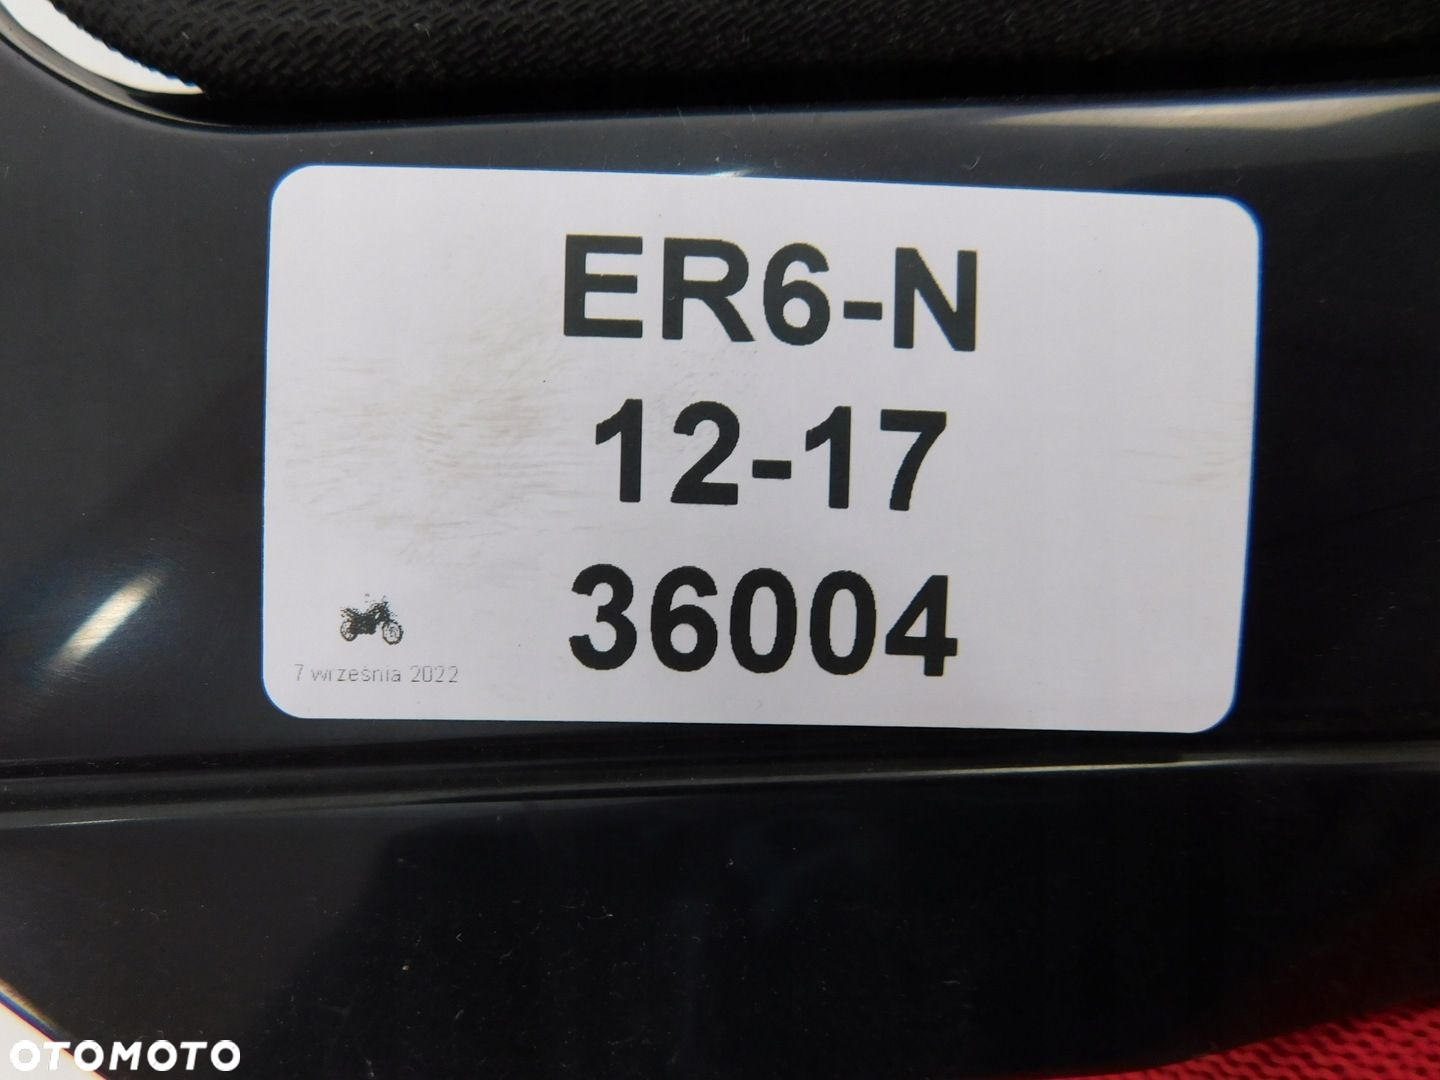 ER6-N
12-17
36004
7 września 2022
OTOMOTO